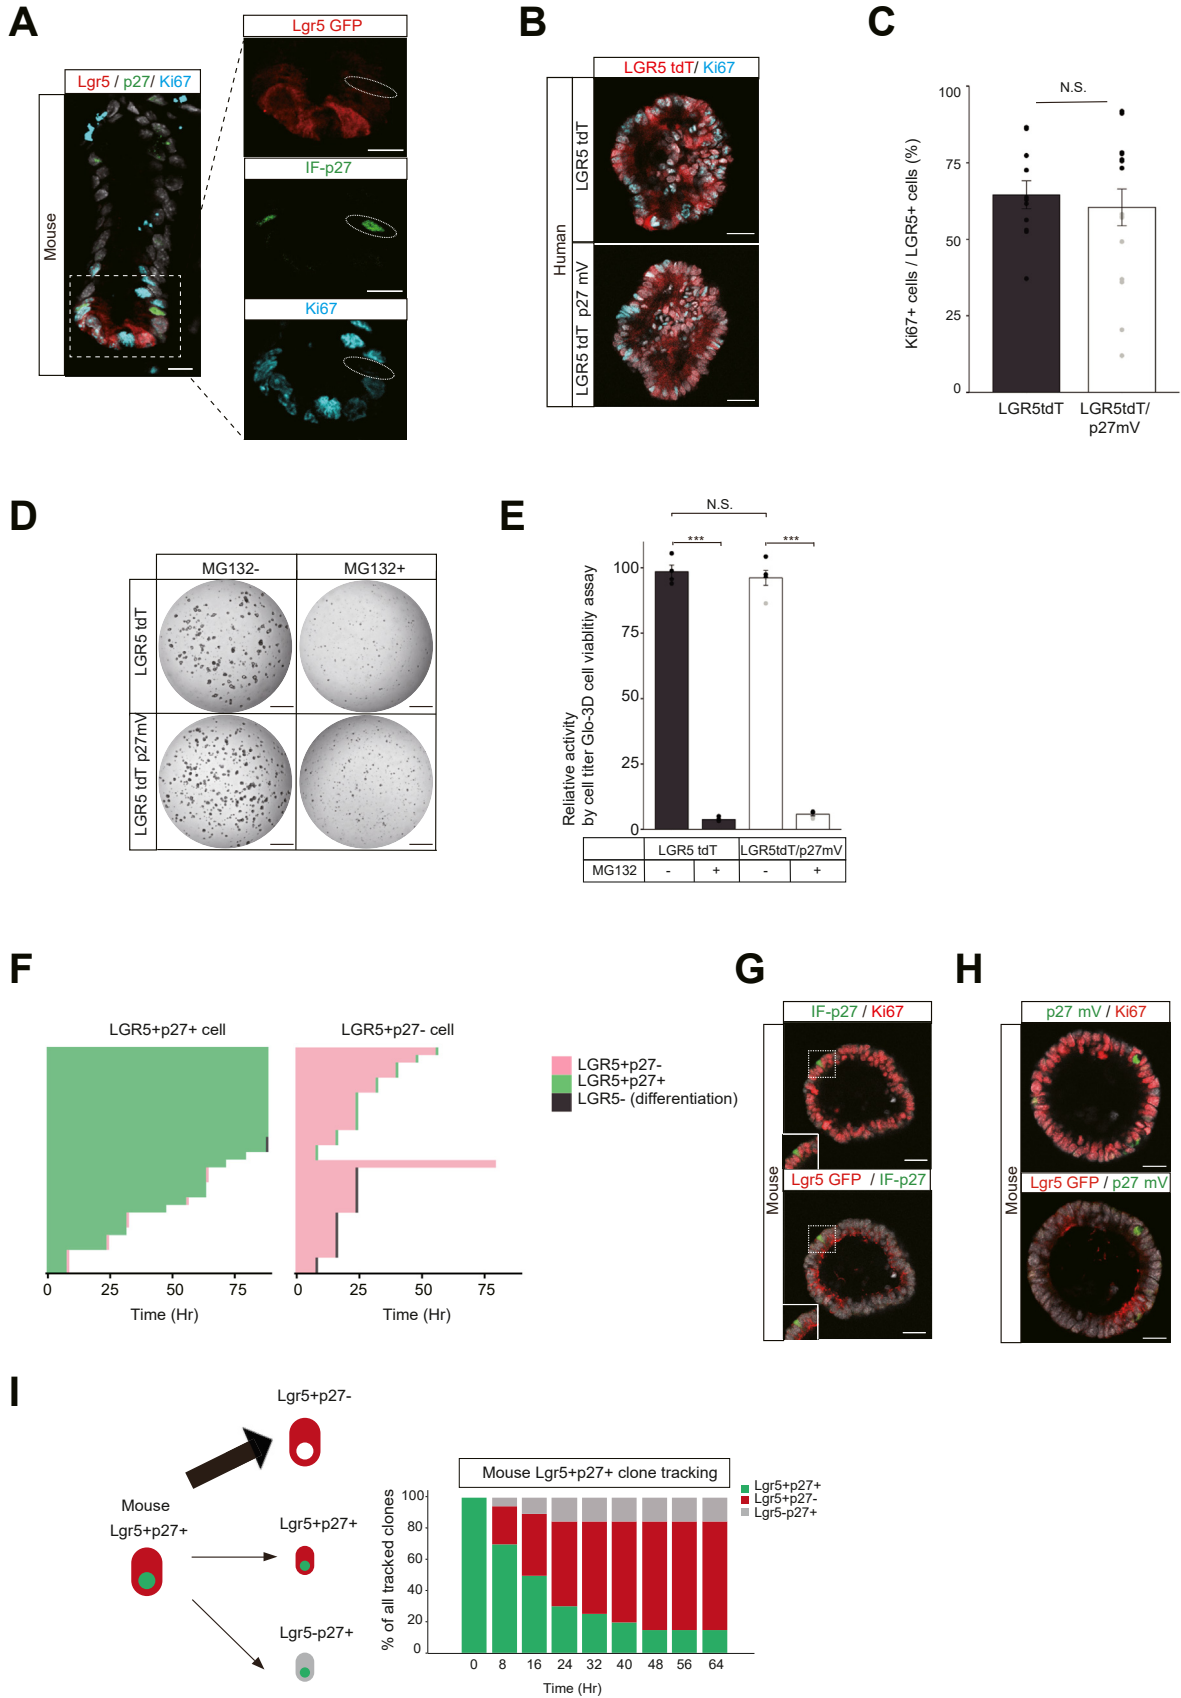 A
Lgr5 / p27/ Ki67
Mouse
Lgr5 GFP
IF-p27
Ki67
B
LGR5 tdT/ Ki67
Human
LGR5 tdT
LGR5 tdT p27 mV
C
N.S.
Ki67+ cells / LGR5+ cells (%)
100
75
50
25
0
LGR5tdT
LGR5tdT/
p27mV
D
MG132-
MG132+
LGR5 tdT
LGR5 tdT p27mV
E
N.S.
***
***
Reliative activity
by cell titer Glo-3D cell viablitiy assay
100
75
50
25
0
LGR5 tdT
LGR5tdT/p27mV
MG132
-
+
-
+
F
LGR5+p27+ cell
LGR5+p27- cell
LGR5+p27-
LGR5+p27+
LGR5- (differentiation)
0
25
50
75
0
25
50
75
Time (Hr)
Time (Hr)
G
IF-p27 / Ki67
Mouse
Lgr5 GFP / IF-p27
H
p27 mV / Ki67
Mouse
Lgr5 GFP / p27 mV
I
Lgr5+p27-
Mouse
Lgr5+p27+
Lgr5+p27+
Lgr5-p27+
Mouse Lgr5+p27+ clone tracking
Lgr5+p27+
Lgr5+p27-
Lgr5-p27+
% of all tracked clones
100
80
60
40
20
0
0
8
16
24
32
40
48
56
64
Time (Hr)